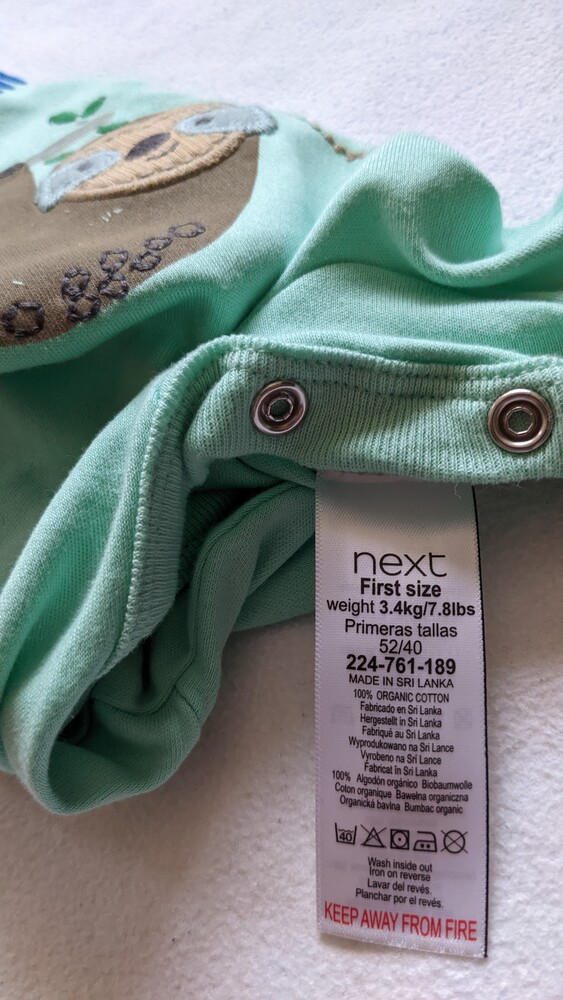 next
First size
weight 3.4kg/7.8lbs
Primeras tallas
52/40
224-761-189
MADE IN SRI LANKA
100% ORGANIC COTTON
Fabricado en Sri Lanka
Hergestellt in Sri Lanka
Fabriqué au Sri Lanka
Wyprodukowano na Sri Lance
Vyrobeno na Srí Lance
Fabricat în Sri Lanka
100% Algodón orgánico Biobaumwolle
Coton organique Bawełna organiczna
Organická bavlna Bumbac organic
40
Wash inside out
Iron on reverse
Lavar del revés.
Planchar por el revés.
KEEP AWAY FROM FIRE